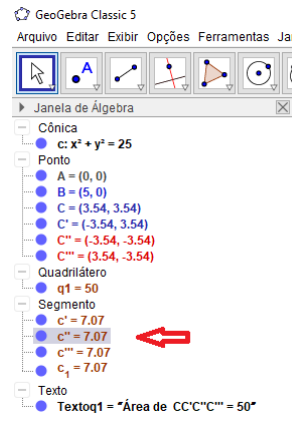 GeoGebra Classic 5
Arquivo Editar Exibir Opções Ferramentas Ja
A
Janela de Álgebra
Cônica
c: x² + y² = 25
Ponto
A = (0, 0)
B = (5, 0)
C = (3.54, 3.54)
C' = (-3.54, 3.54)
C'' = (-3.54, -3.54)
C''' = (3.54, -3.54)
Quadrilátero
q1 = 50
Segmento
c' = 7.07
c'' = 7.07
c''' = 7.07
c₁ = 7.07
Texto
Textoq1 = "Área de CC'C''C''' = 50"